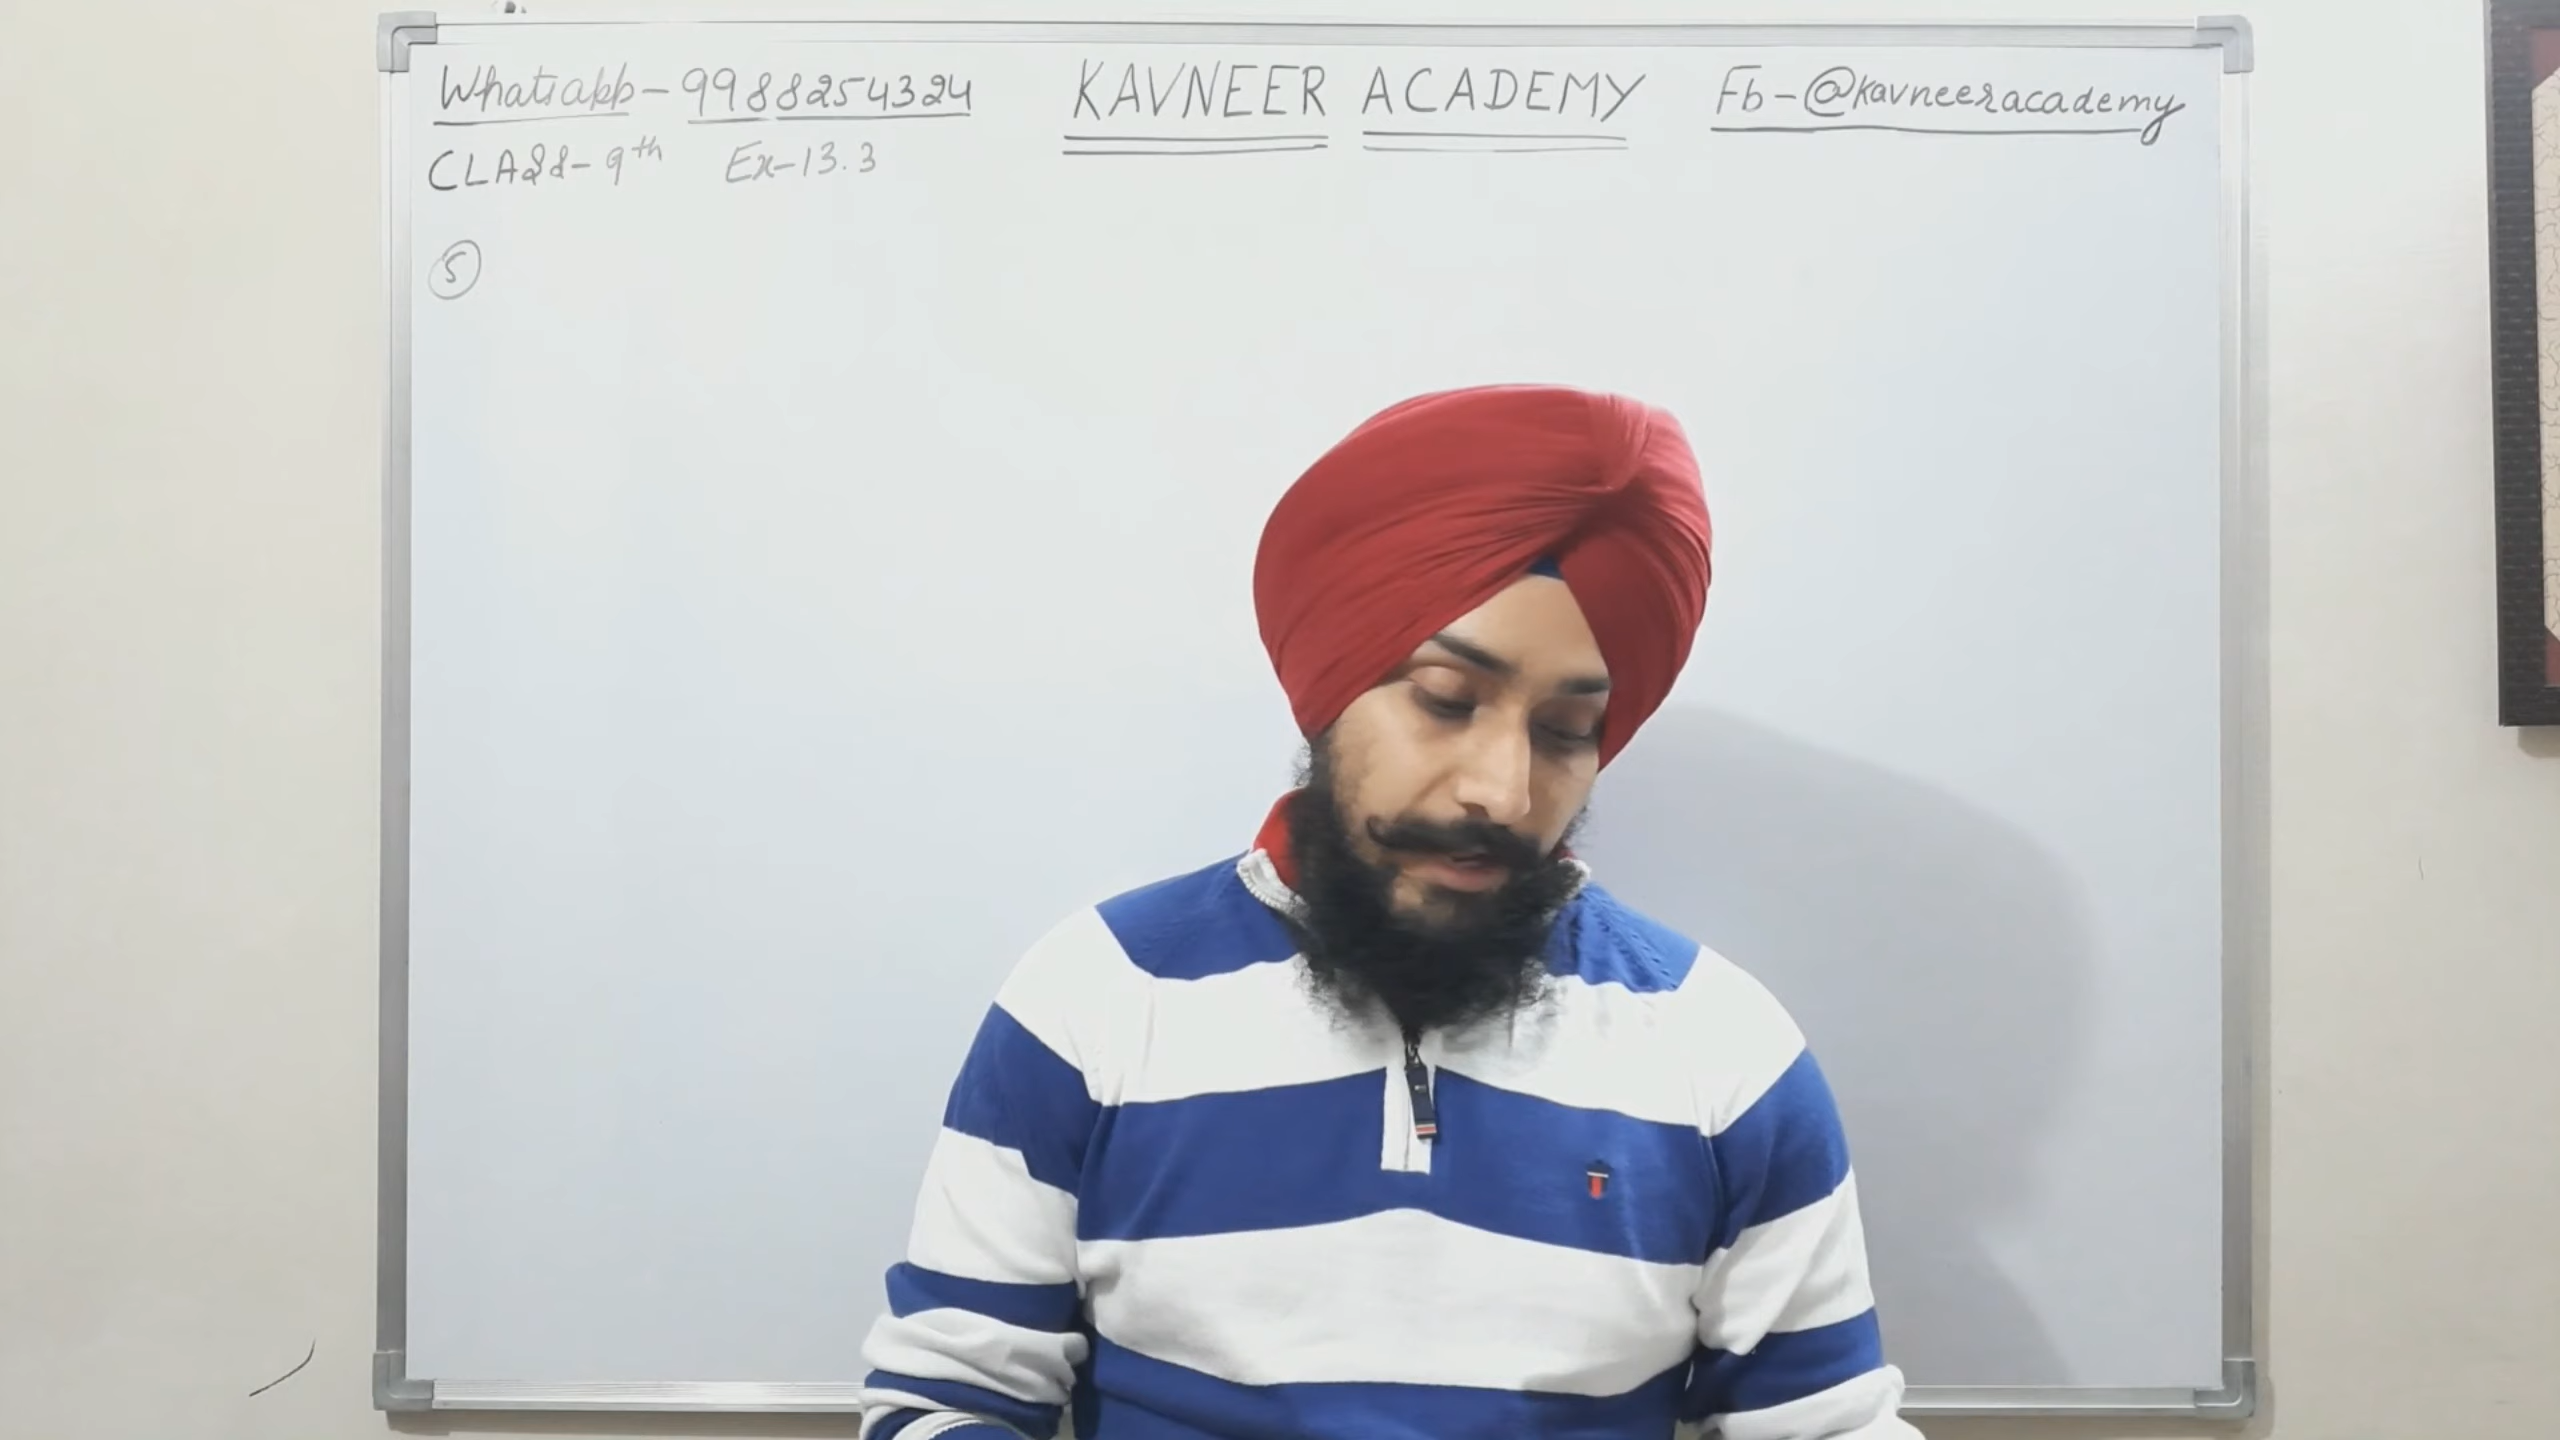 Whatsapp - 9988254324 KAVNEER ACADEMY Fb - @kavneeracademy
CLASS - 9th Ex - 13.3
5